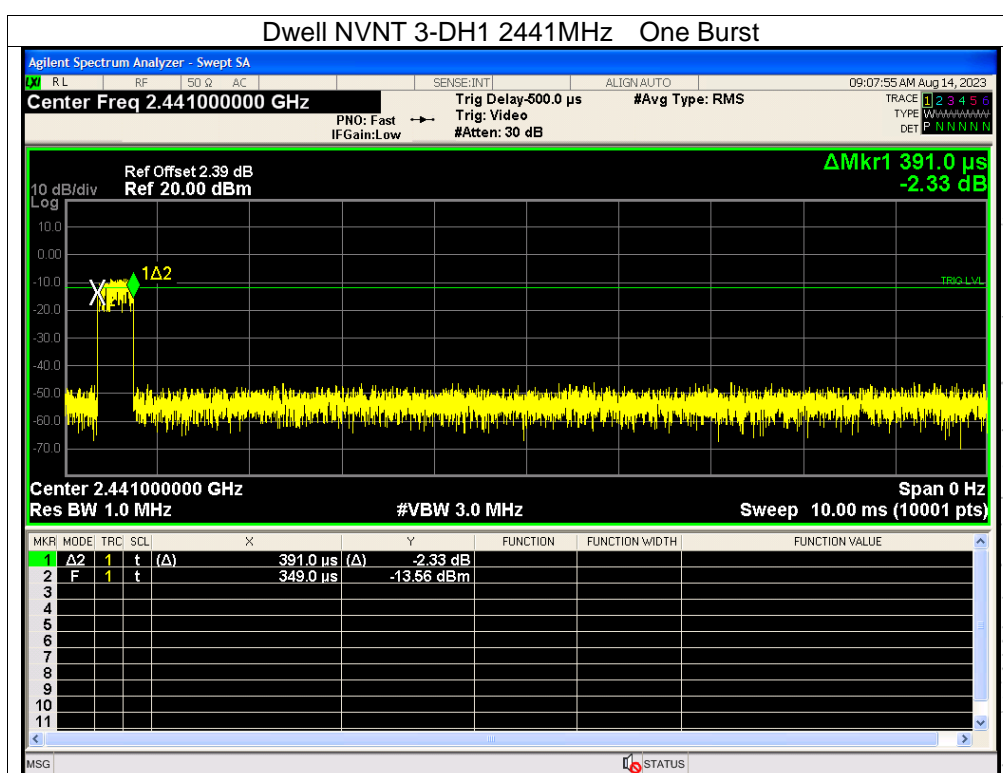 Dwell NVNT 3-DH1 2441MHz One Burst
Agilent Spectrum Analyzer - Swept SA
LXI RL RF 50 Ω AC SENSE:INT ALIGN AUTO 09:07:55 AM Aug 14, 2023
Center Freq 2.441000000 GHz Trig Delay-500.0 µs #Avg Type: RMS TRACE 1 2 3 4 5 6
PNO: Fast Trig: Video TYPE WWWWWW
IFGain:Low #Atten: 30 dB DET P N N N N N
ΔMkr1 391.0 µs
Ref Offset 2.39 dB
10 dB/div Ref 20.00 dBm -2.33 dB
Log
10.0
0.00
1Δ2
-10.0 TRIG LVL
-20.0
-30.0
-40.0
-50.0
-60.0
-70.0
Center 2.441000000 GHz Span 0 Hz
Res BW 1.0 MHz #VBW 3.0 MHz Sweep 10.00 ms (10001 pts)
MKR MODE TRC SCL X Y FUNCTION FUNCTION WIDTH FUNCTION VALUE
1 Δ2 1 t (Δ) 391.0 µs (Δ) -2.33 dB
2 F 1 t 349.0 µs -13.56 dBm
3
4
5
6
7
8
9
10
11
MSG STATUS